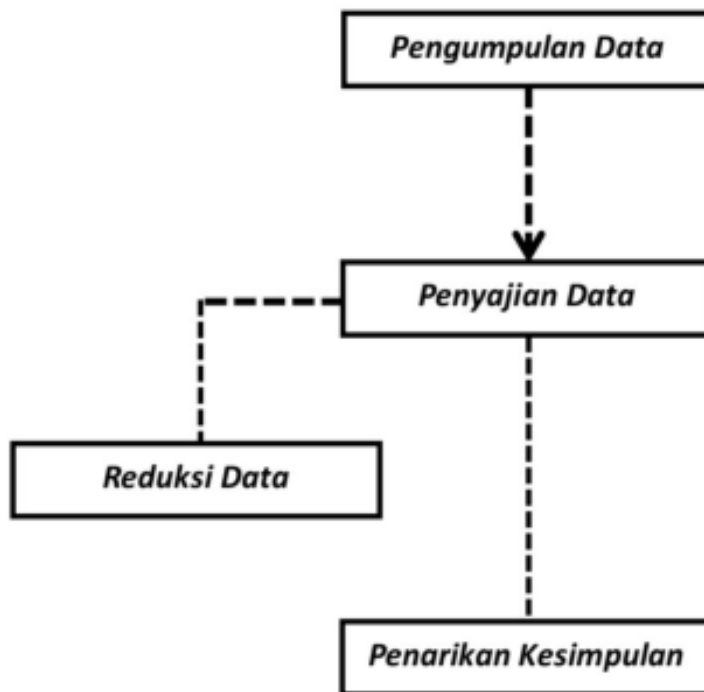 Pengumpulan Data
Penyajian Data
Reduksi Data
Penarikan Kesimpulan